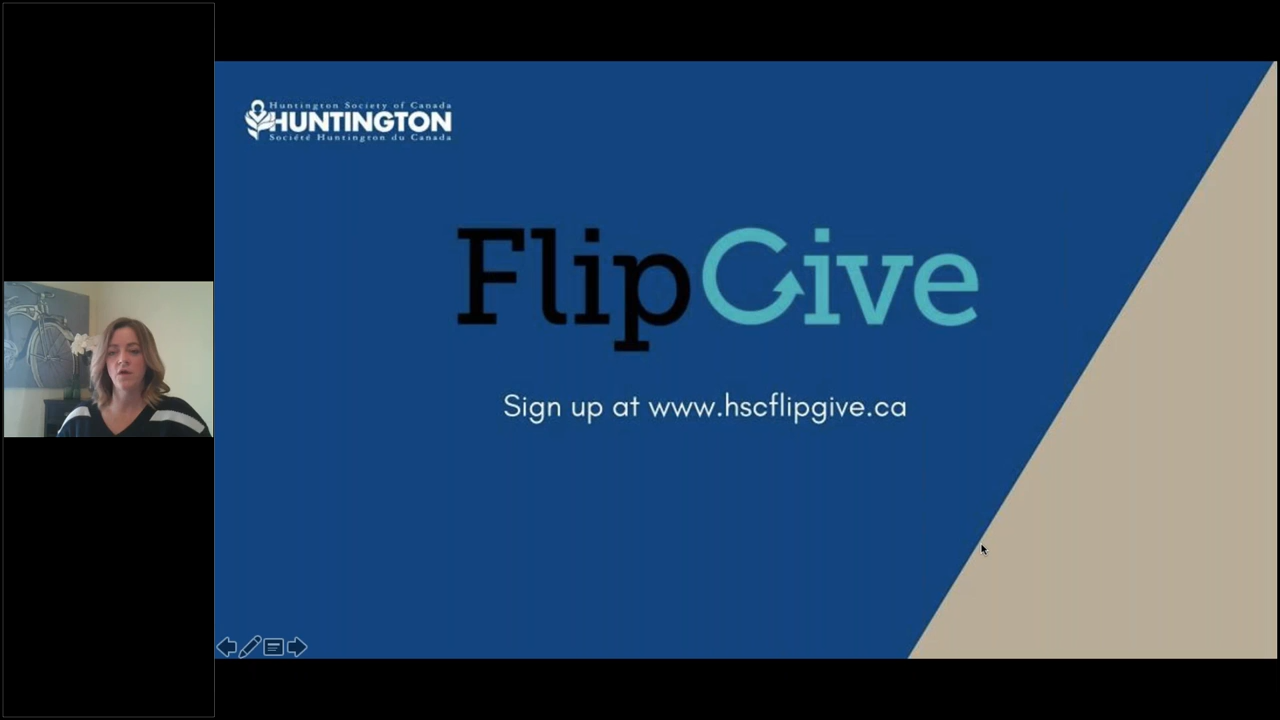 Huntington Society of Canada
HUNTINGTON
Société Huntington du Canada
FlipGive
Sign up at www.hscflipgive.ca